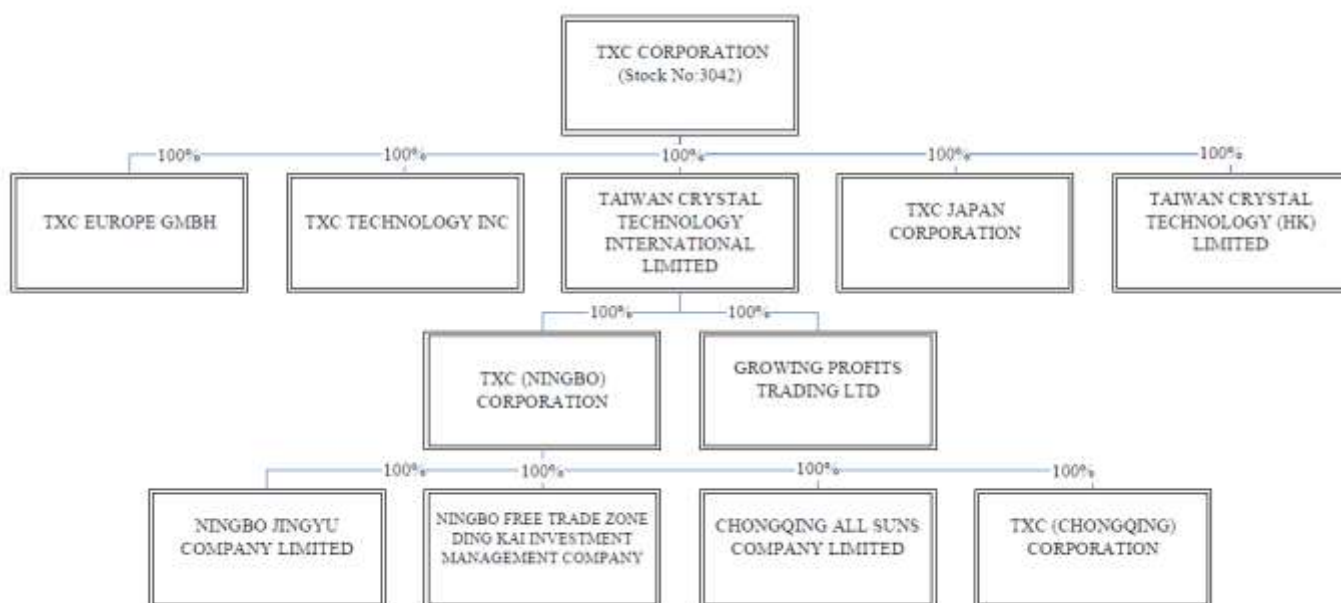 TXC CORPORATION
(Stock No:3042)
100%
100%
100%
100%
100%
TXC EUROPE GMBH
TXC TECHNOLOGY INC
TAIWAN CRYSTAL
TECHNOLOGY
INTERNATIONAL
LIMITED
TXC JAPAN
CORPORATION
TAIWAN CRYSTAL
TECHNOLOGY (HK)
LIMITED
100%
100%
TXC (NINGBO)
CORPORATION
GROWING PROFITS
TRADING LTD
100%
100%
100%
100%
NINGBO JINGYU
COMPANY LIMITED
NINGBO FREE TRADE ZONE
DING KAI INVESTMENT
MANAGEMENT COMPANY
CHONGQING ALL SUNS
COMPANY LIMITED
TXC (CHONGQING)
CORPORATION